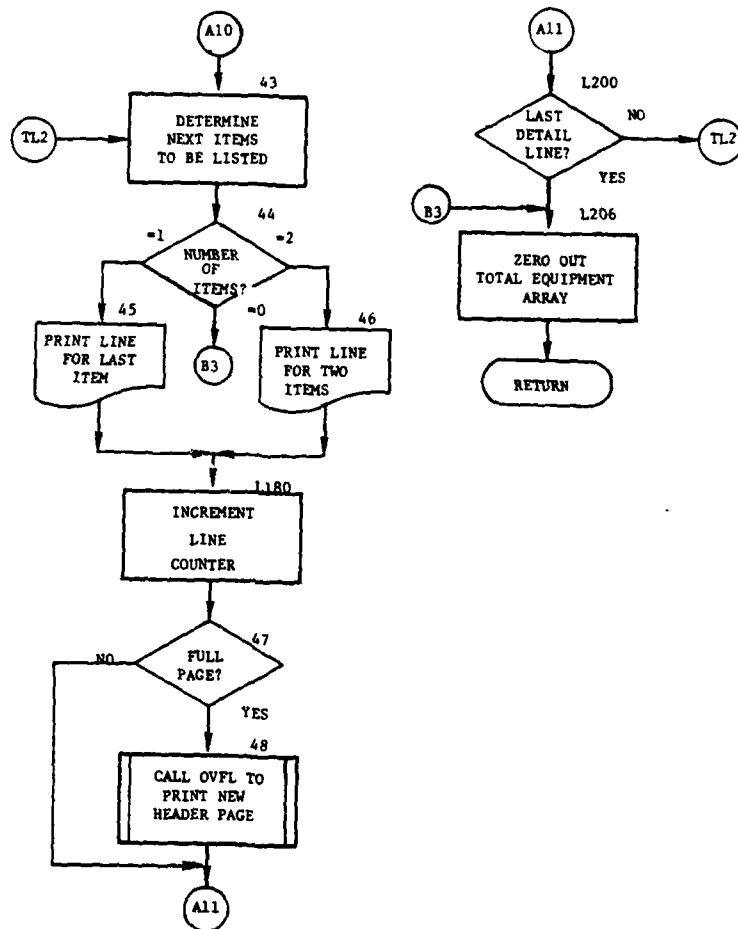 A10
43
DETERMINE
NEXT ITEMS
TO BE LISTED
TL2
44
=1
=2
NUMBER
OF
ITEMS?
=0
45
PRINT LINE
FOR LAST
ITEM
B3
46
PRINT LINE
FOR TWO
ITEMS
L180
INCREMENT
LINE
COUNTER
47
FULL
PAGE?
NO
YES
48
CALL OVFL TO
PRINT NEW
HEADER PAGE
A11
A11
L200
LAST
DETAIL
LINE?
NO
TL2
YES
B3
L206
ZERO OUT
TOTAL EQUIPMENT
ARRAY
RETURN